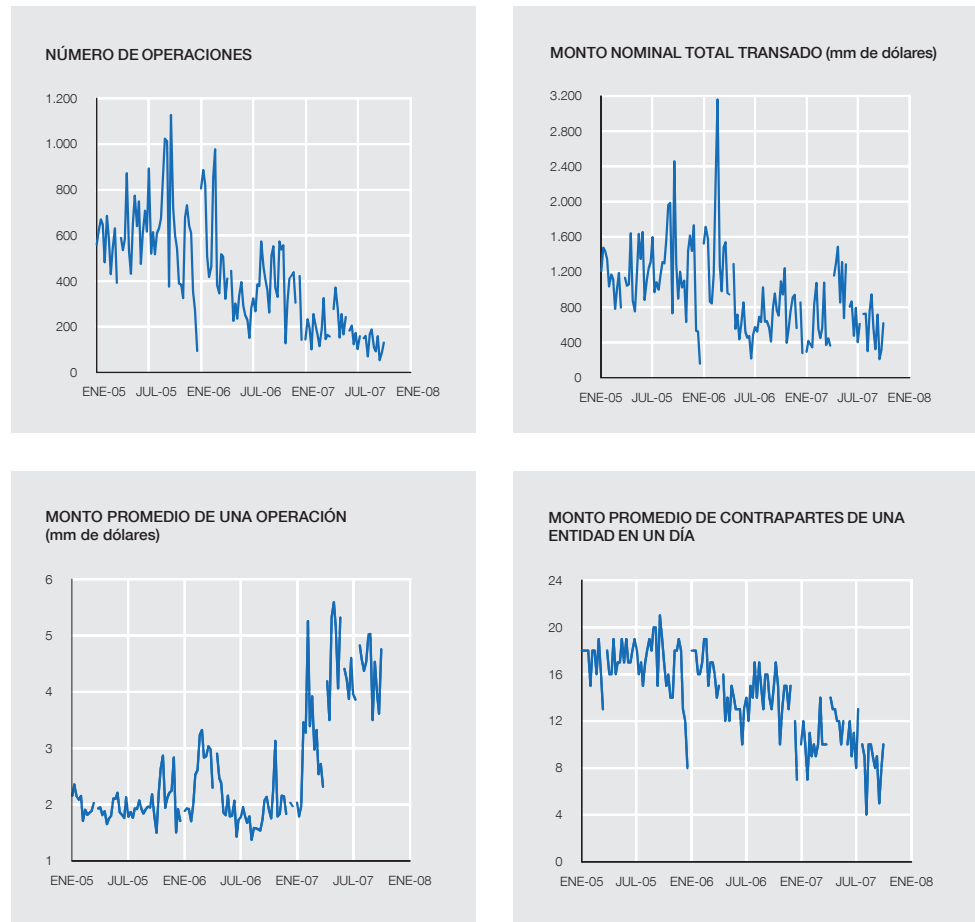 NÚMERO DE OPERACIONES
1.200
1.000
800
600
400
200
0
ENE-05 JUL-05 ENE-06 JUL-06 ENE-07 JUL-07 ENE-08
MONTO NOMINAL TOTAL TRANSADO (mm de dólares)
3.200
2.800
2.400
2.000
1.600
1.200
800
400
0
ENE-05 JUL-05 ENE-06 JUL-06 ENE-07 JUL-07 ENE-08
MONTO PROMEDIO DE UNA OPERACIÓN
(mm de dólares)
6
5
4
3
2
1
ENE-05 JUL-05 ENE-06 JUL-06 ENE-07 JUL-07 ENE-08
MONTO PROMEDIO DE CONTRAPARTES DE UNA
ENTIDAD EN UN DÍA
24
20
16
12
8
4
0
ENE-05 JUL-05 ENE-06 JUL-06 ENE-07 JUL-07 ENE-08